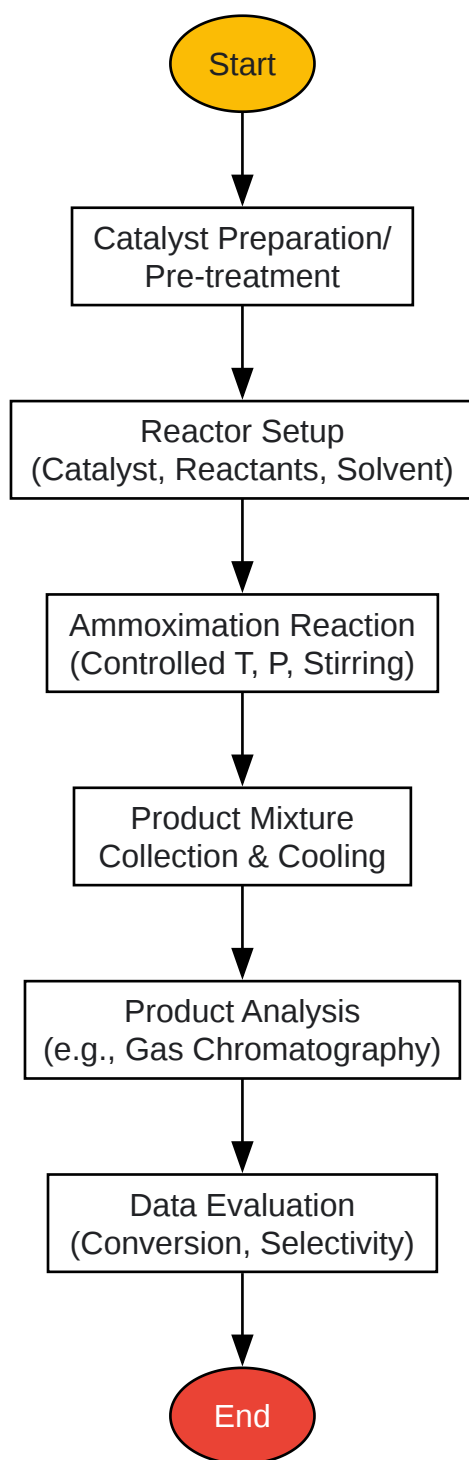 Start
Catalyst Preparation/
Pre-treatment
Reactor Setup
(Catalyst, Reactants, Solvent)
Ammoximation Reaction
(Controlled T, P, Stirring)
Product Mixture
Collection & Cooling
Product Analysis
(e.g., Gas Chromatography)
Data Evaluation
(Conversion, Selectivity)
End